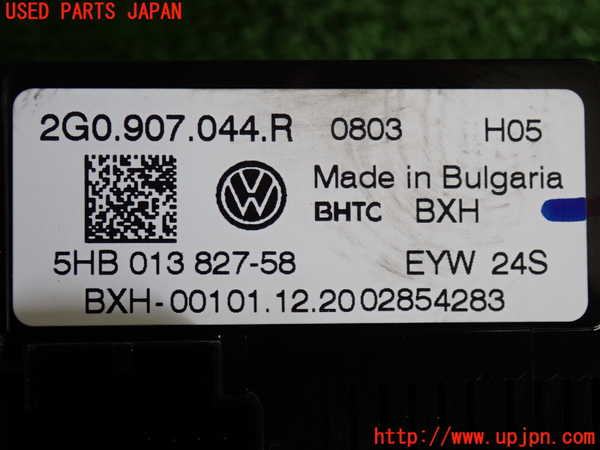 USED PARTS JAPAN
2G0.907.044.R 0803 H05
VW Made in Bulgaria
BHTC BXH
5HB 013 827-58 EYW 24S
BXH-00101.12.2002854283
http://www.upjpn.com/